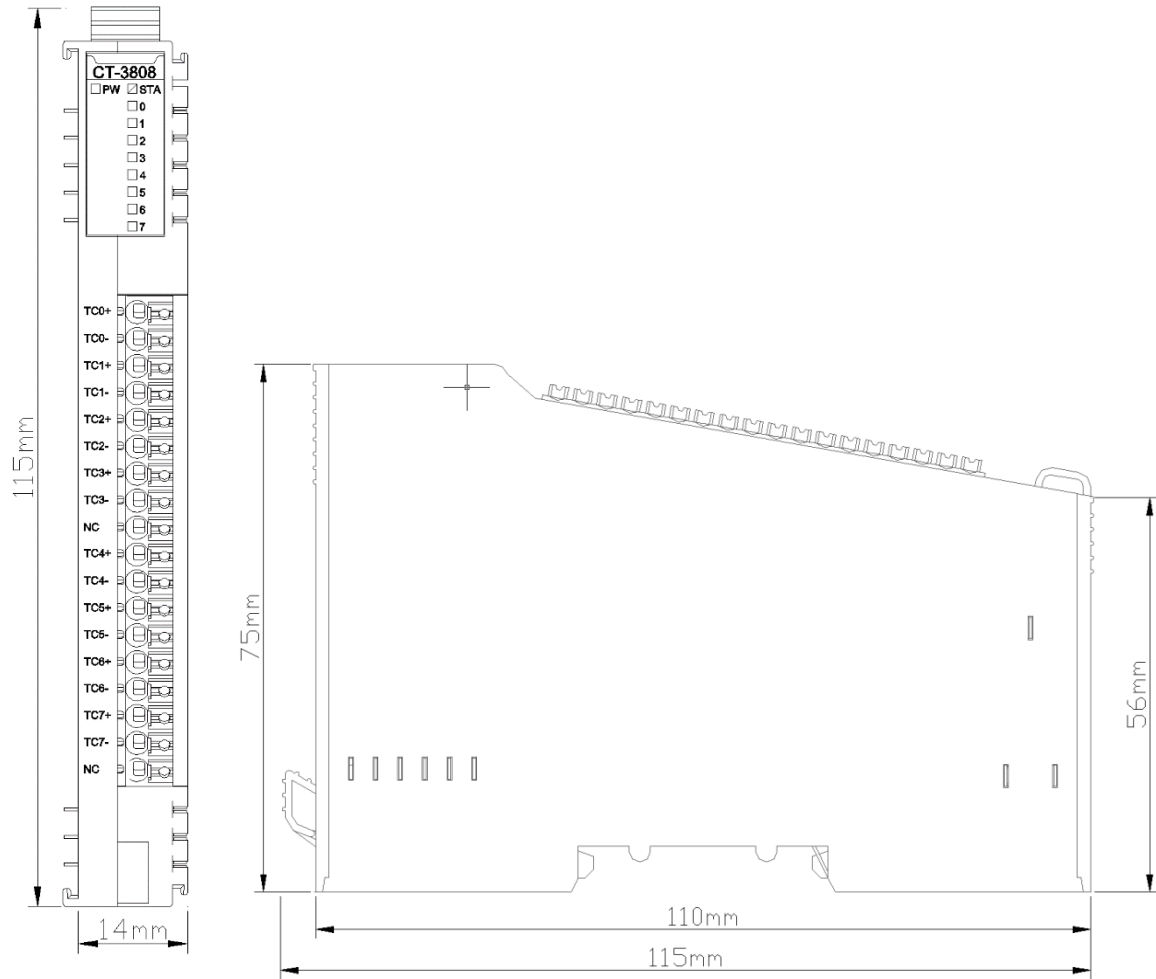 CT-3808
PW STA
0
1
2
3
4
5
6
7
TC0+
TC0-
TC1+
TC1-
TC2+
TC2-
TC3+
TC3-
NC
TC4+
TC4-
TC5+
TC5-
TC6+
TC6-
TC7+
TC7-
NC
115mm
14mm
75mm
56mm
110mm
115mm